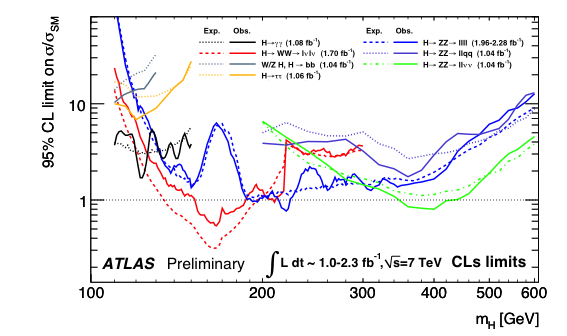 95% CL limit on σ/σSM
Exp. Obs. Exp. Obs.
H→γγ (1.08 fb-1) H→ ZZ→ llll (1.96-2.28 fb-1)
H→ WW→ lνlν (1.70 fb-1) H→ ZZ→ llqq (1.04 fb-1)
W/Z H, H→ bb (1.04 fb-1) H→ ZZ→ llνν (1.04 fb-1)
H→ττ (1.06 fb-1)
10
1
ATLAS Preliminary ∫ L dt ~ 1.0-2.3 fb-1, √s=7 TeV CLs limits
100 200 300 400 500 600
mH [GeV]